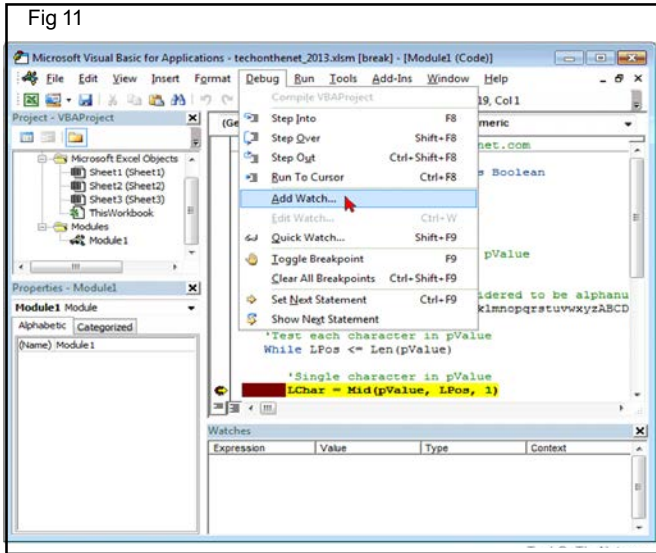 Fig 11
Microsoft Visual Basic for Applications - techonthenet_2013.xlsm [break] - [Module1 (Code)]
File Edit View Insert Format Debug Run Tools Add-Ins Window Help
19, Col 1
Project - VBAProject
(Ge
meric
Microsoft Excel Objects
Sheet1 (Sheet1)
Sheet2 (Sheet2)
Sheet3 (Sheet3)
ThisWorkbook
Modules
Module1
Compile VBAProject
Step Into F8
Step Over Shift+F8
Step Out Ctrl+Shift+F8
Run To Cursor Ctrl+F8
Add Watch...
Edit Watch... Ctrl+W
Quick Watch... Shift+F9
Toggle Breakpoint F9
Clear All Breakpoints Ctrl+Shift+F9
Set Next Statement Ctrl+F9
Show Next Statement
net.com
s Boolean
pValue
idered to be alphanu
klmnopqrstuvwxyzABCD
'Test each character in pValue
While LPos <= Len(pValue)
'Single character in pValue
LChar = Mid(pValue, LPos, 1)
Properties - Module1
Module1 Module
Alphabetic Categorized
(Name) Module1
Watches
Expression Value Type Context